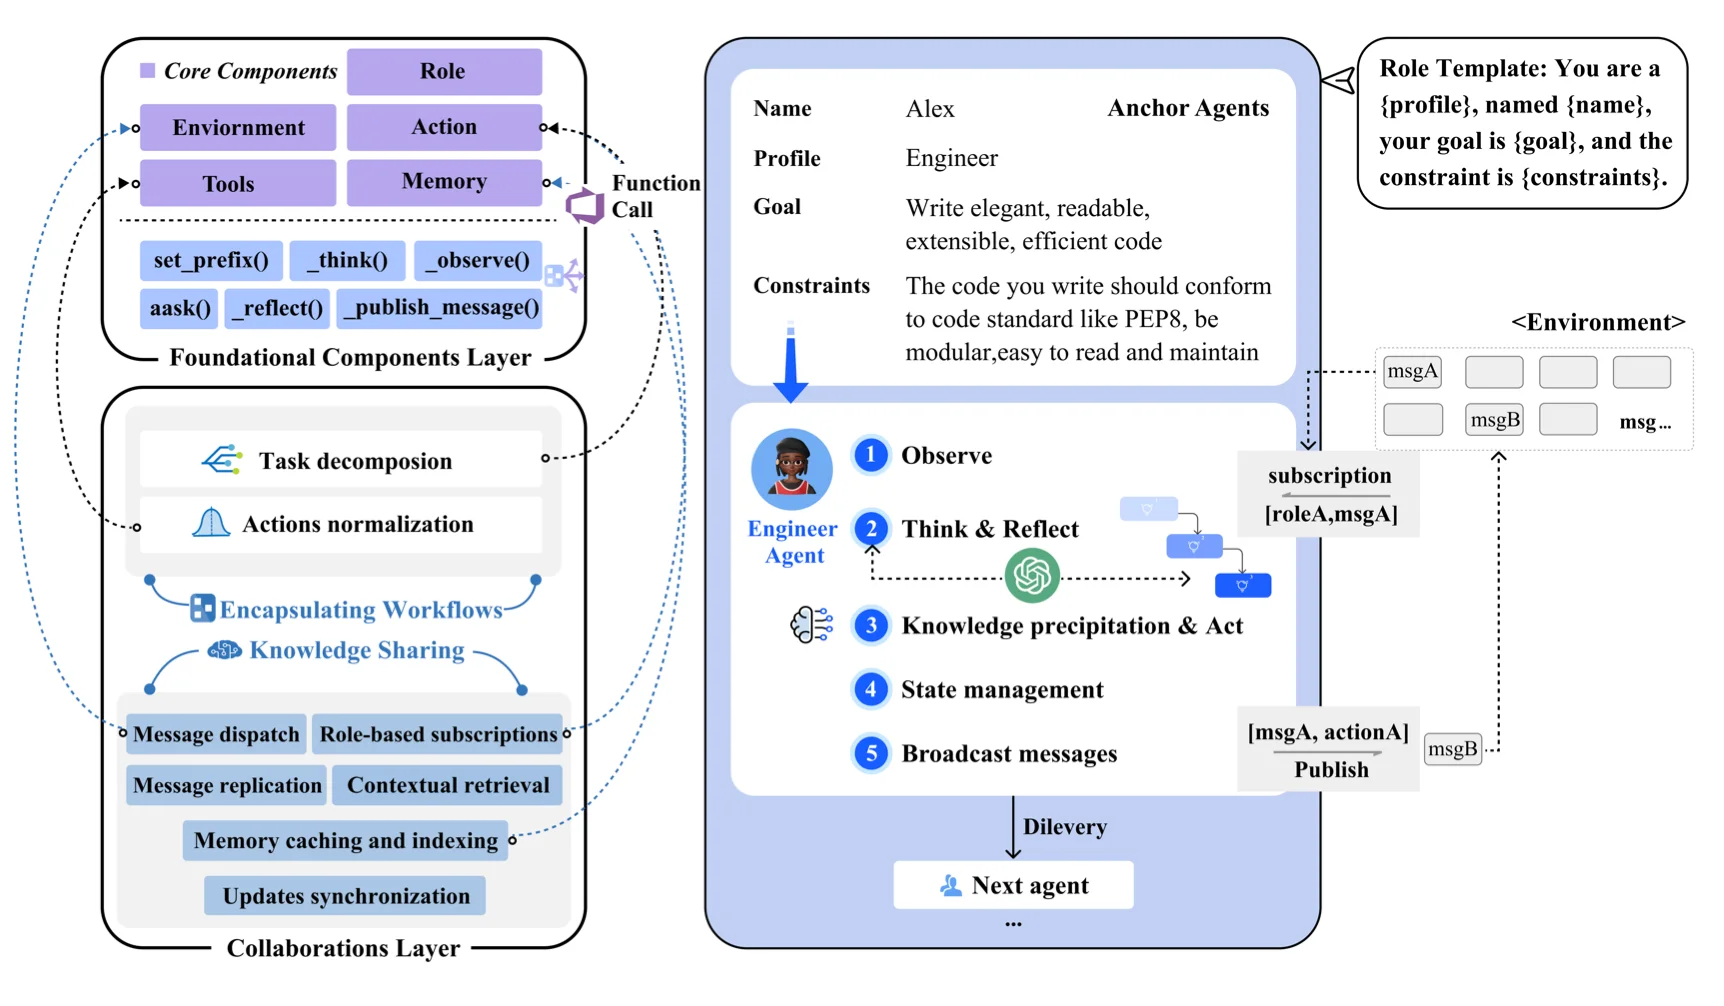 Core Components
Role
Enviornment
Action
Tools
Memory
Function
Call
set_prefix()
_think()
_observe()
aask()
_reflect()
_publish_message()
Foundational Components Layer
Task decomposion
Actions normalization
Encapsulating Workflows
Knowledge Sharing
Message dispatch
Role-based subscriptions
Message replication
Contextual retrieval
Memory caching and indexing
Updates synchronization
Collaborations Layer
Name
Alex
Anchor Agents
Profile
Engineer
Goal
Write elegant, readable,
extensible, efficient code
Constraints
The code you write should conform
to code standard like PEP8, be
modular,easy to read and maintain
Engineer
Agent
1 Observe
2 Think & Reflect
3 Knowledge precipitation & Act
4 State management
5 Broadcast messages
Dilevery
Next agent
...
Role Template: You are a
{profile}, named {name},
your goal is {goal}, and the
constraint is {constraints}.
<Environment>
msgA
msgB
msg...
subscription
[roleA,msgA]
[msgA, actionA]
Publish
msgB